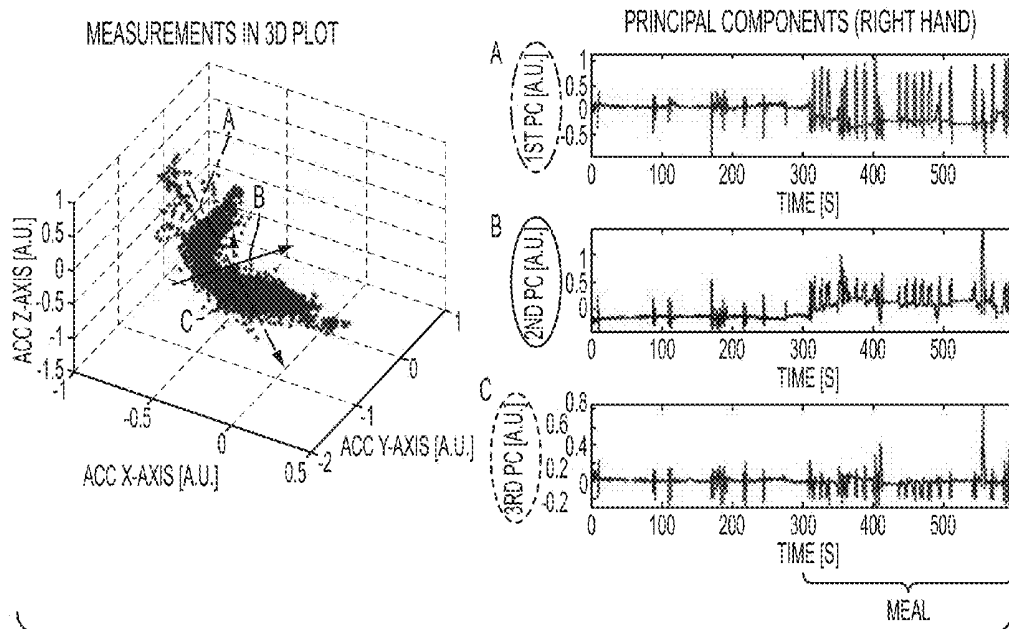 MEASUREMENTS IN 3D PLOT
A
B
C
1
0.5
0
-0.5
-1
-1.5
ACC Z-AXIS [A.U.]
-1
-0.5
0
0.5
ACC X-AXIS [A.U.]
-2
-1
0
1
ACC Y-AXIS [A.U.]
PRINCIPAL COMPONENTS (RIGHT HAND)
A
1ST PC [A.U.]
1
0.5
0
-0.5
0 100 200 300 400 500
TIME [S]
B
2ND PC [A.U.]
1
0.5
0
0 100 200 300 400 500
TIME [S]
C
3RD PC [A.U.]
0.8
0.6
0.4
0.2
0
-0.2
0 100 200 300 400 500
TIME [S]
MEAL